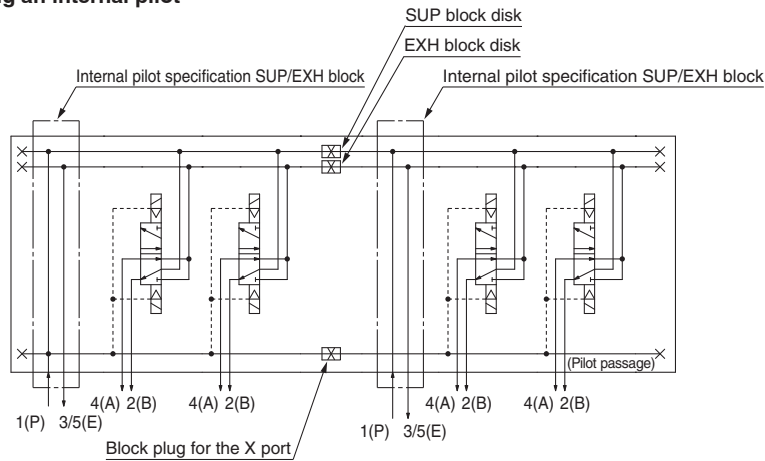 an internal pilot
SUP block disk
EXH block disk
Internal pilot specification SUP/EXH block
Internal pilot specification SUP/EXH block
(Pilot passage)
4(A) 2(B)
4(A) 2(B)
4(A) 2(B)
4(A) 2(B)
1(P)
3/5(E)
1(P)
3/5(E)
Block plug for the X port